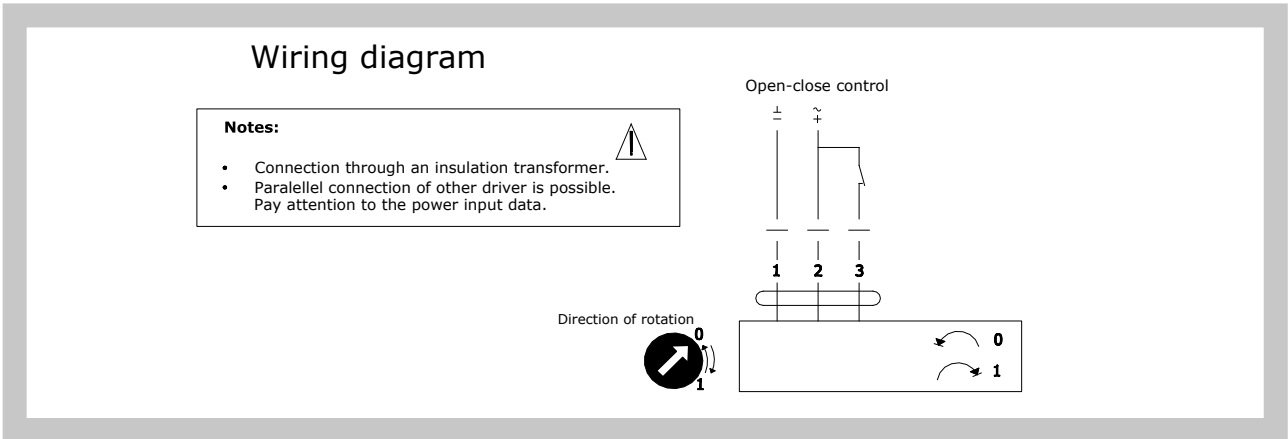 Wiring diagram
Open-close control
⊥ ~
− +
Notes:
• Connection through an insulation transformer.
• Paralellel connection of other driver is possible.
Pay attention to the power input data.
1 2 3
Direction of rotation
0
1
0
1